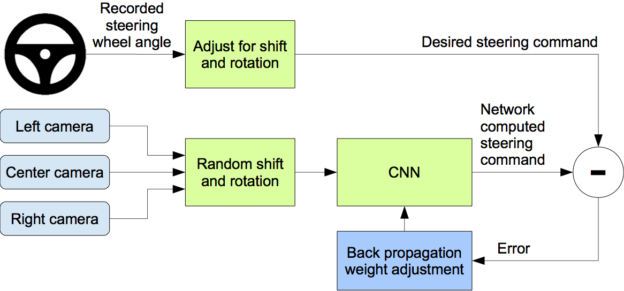 Recorded
steering
wheel angle
Adjust for shift
and rotation
Desired steering command
Left camera
Center camera
Right camera
Random shift
and rotation
CNN
Network
computed
steering
command
-
Back propagation
weight adjustment
Error